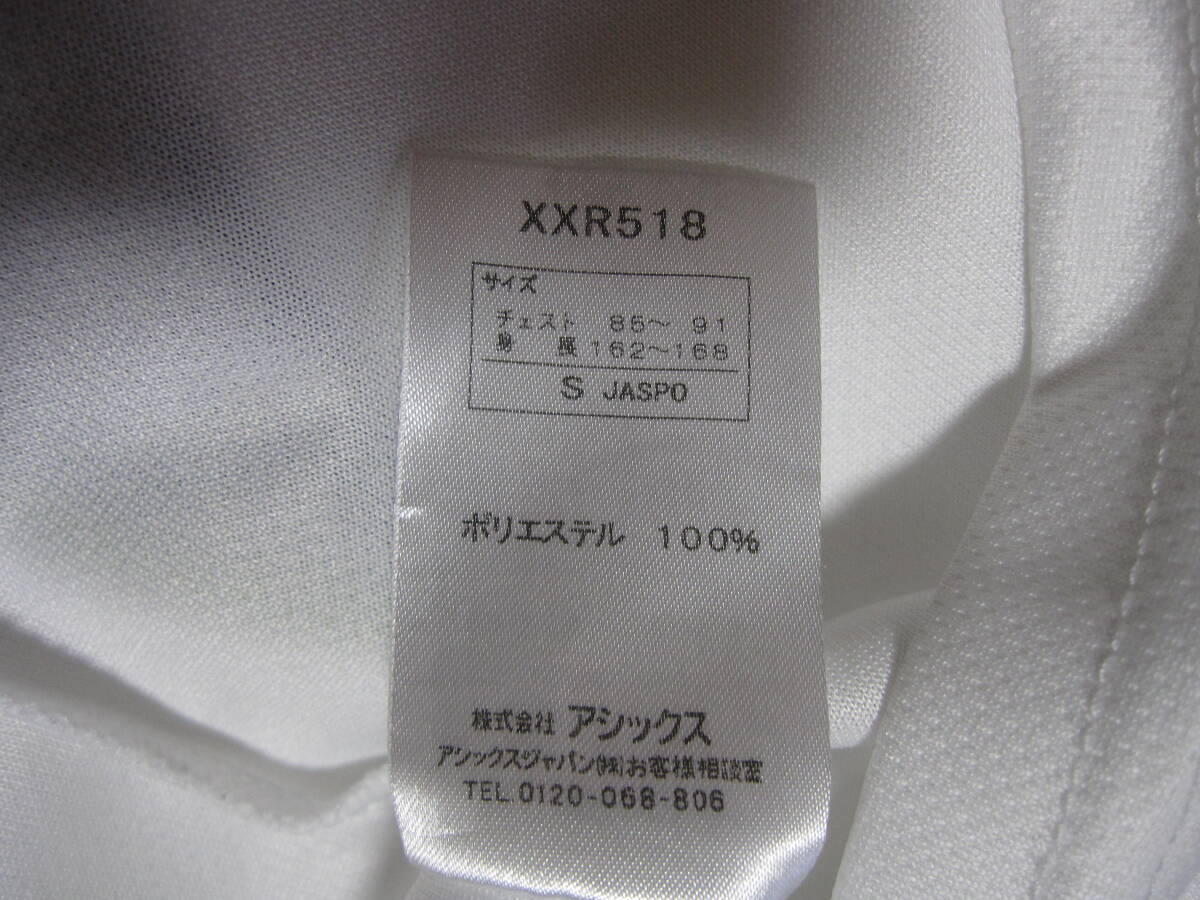 XXR518
サイズ
チェスト 85〜 91
身 長 162〜168
S JASPO
ポリエステル 100%
株式会社 アシックス
アシックスジャパン(株)お客様相談室
TEL.0120-068-806